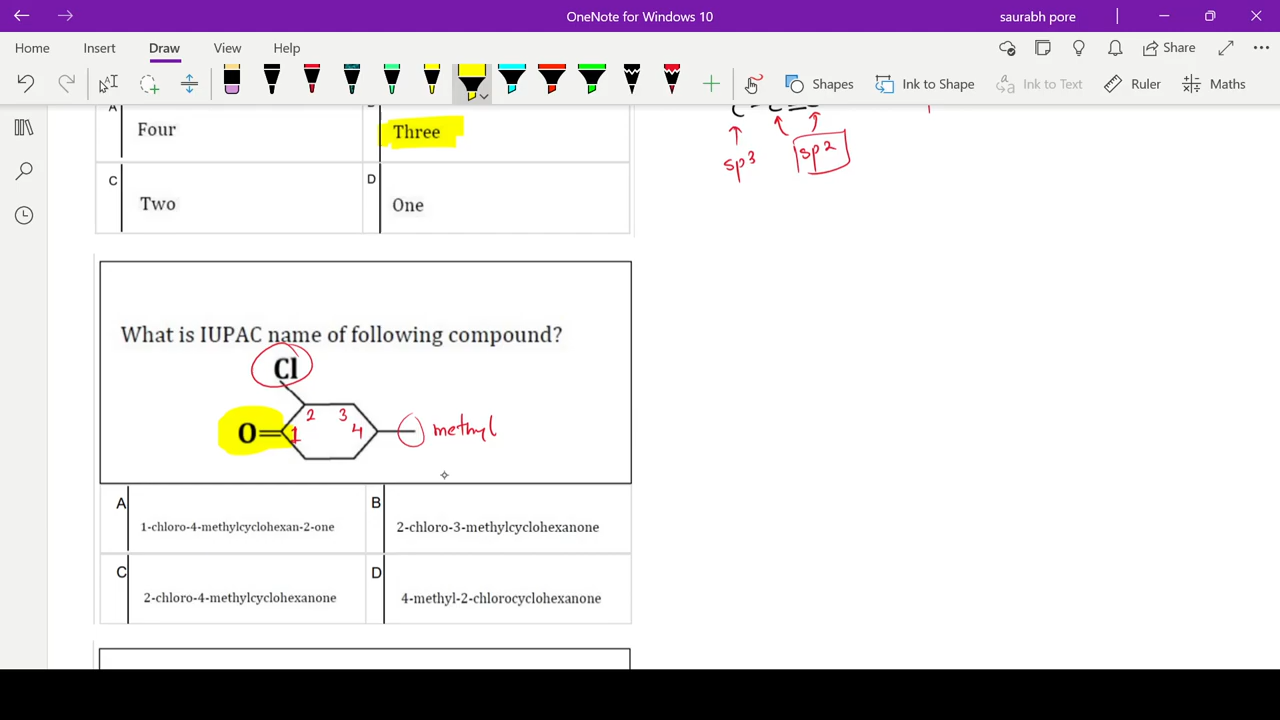 OneNote for Windows 10
saurabh pore
Home Insert Draw View Help
Share
Shapes Ink to Shape Ink to Text Ruler Maths
A Four
Three
C Two
D One
sp3 sp2
What is IUPAC name of following compound?
Cl
2 3
O 1 4 methyl
A 1-chloro-4-methylcyclohexan-2-one
B 2-chloro-3-methylcyclohexanone
C 2-chloro-4-methylcyclohexanone
D 4-methyl-2-chlorocyclohexanone